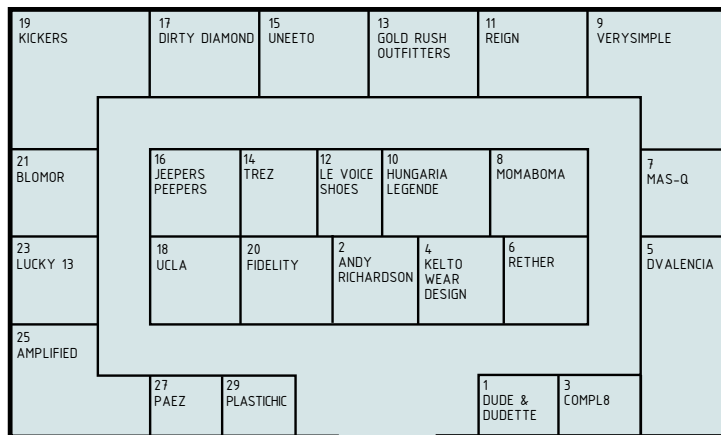 19
KICKERS
17
DIRTY DIAMOND
15
UNEETO
13
GOLD RUSH
OUTFITTERS
11
REIGN
9
VERYSIMPLE
21
BLOMOR
16
JEEPERS
PEEPERS
14
TREZ
12
LE VOICE
SHOES
10
HUNGARIA
LEGENDE
8
MOMABOMA
7
MAS-Q
23
LUCKY 13
18
UCLA
20
FIDELITY
2
ANDY
RICHARDSON
4
KELTO
WEAR
DESIGN
6
RETHER
5
DVALENCIA
25
AMPLIFIED
27
PAEZ
29
PLASTICHIC
1
DUDE &
DUDETTE
3
COMPL8